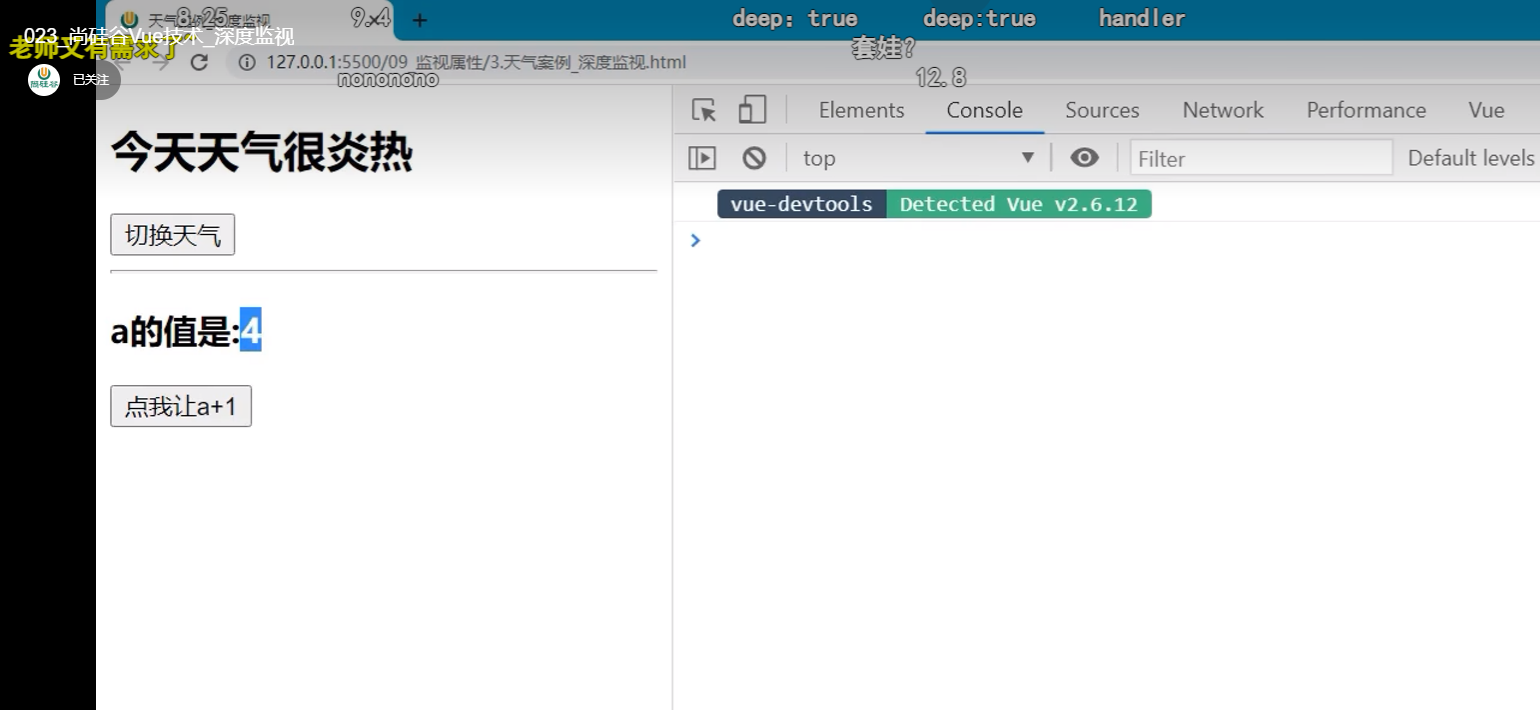 天气案例_深度监视
8.25
9.4
+
deep：true
deep:true
handler
023_尚硅谷Vue技术_深度监视
老师又有需求了
套娃?
127.0.0.1:5500/09_监视属性/3.天气案例_深度监视.html
12.8
nononono
尚硅谷
已关注
今天天气很炎热
切换天气
a的值是:4
点我让a+1
Elements
Console
Sources
Network
Performance
Vue
top
Filter
Default levels
vue-devtools
Detected Vue v2.6.12